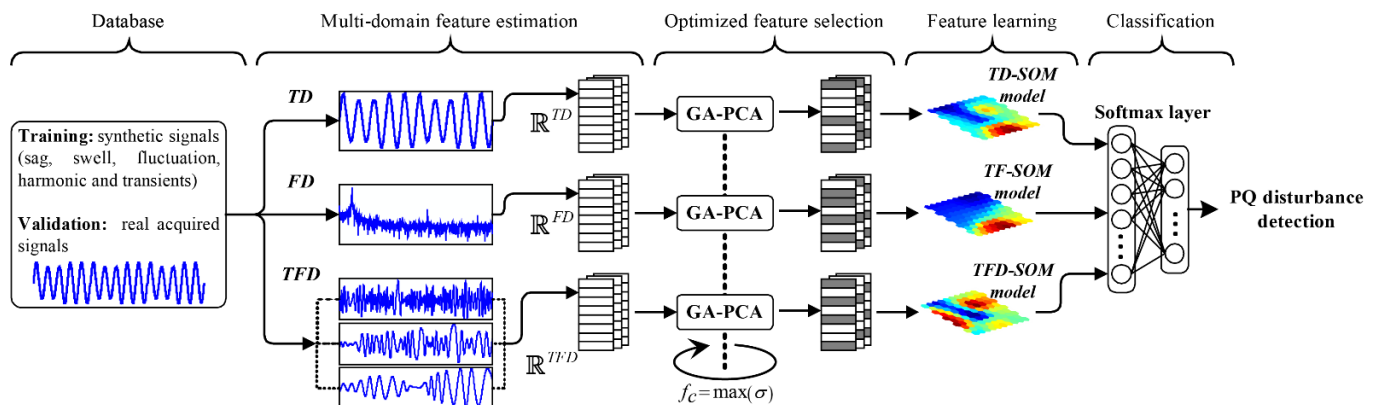 Database
Multi-domain feature estimation
Optimized feature selection
Feature learning
Classification
Training: synthetic signals
(sag, swell, fluctuation,
harmonic and transients)
Validation: real acquired
signals
TD
FD
TFD
ℝ^TD
ℝ^FD
ℝ^TFD
GA-PCA
GA-PCA
GA-PCA
f_c=max(σ)
TD-SOM
model
TF-SOM
model
TFD-SOM
model
Softmax layer
PQ disturbance
detection